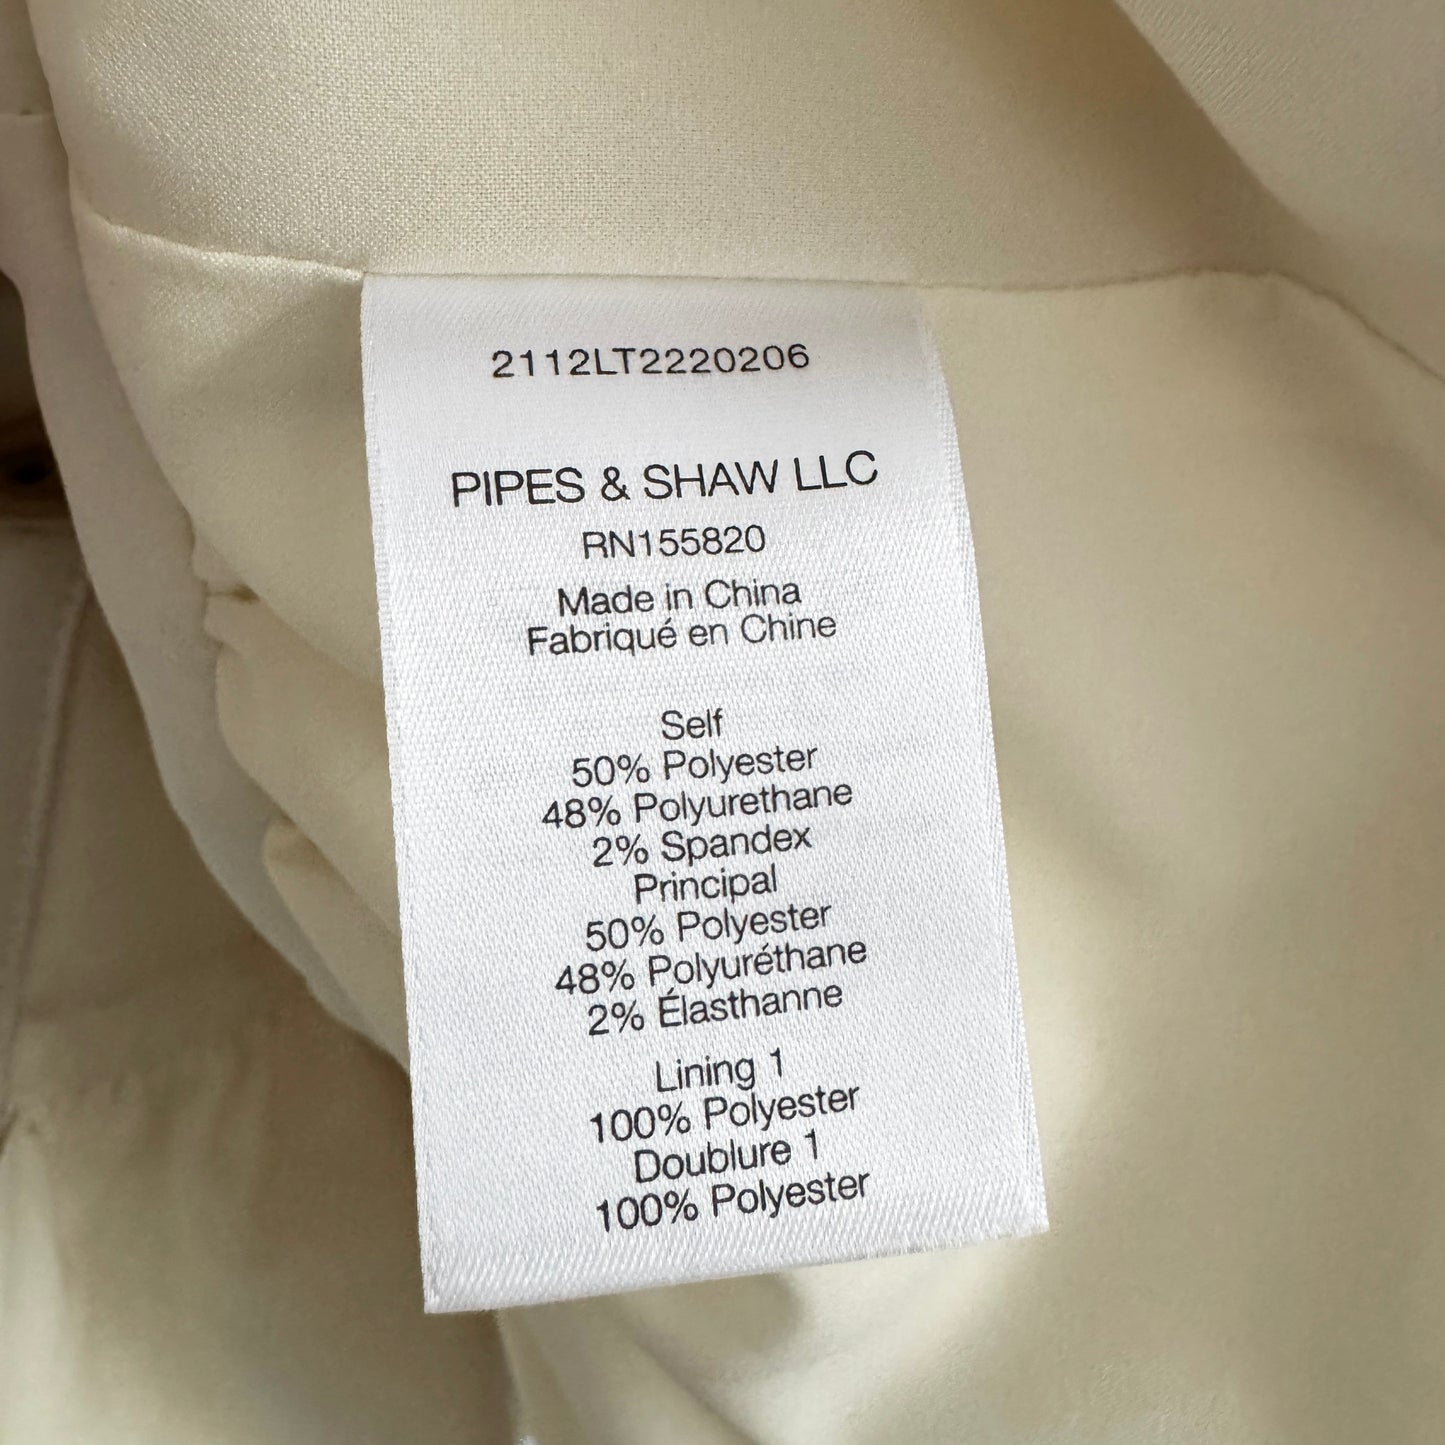 2112LT2220206
PIPES & SHAW LLC
RN155820
Made in China
Fabriqué en Chine
Self
50% Polyester
48% Polyurethane
2% Spandex
Principal
50% Polyester
48% Polyuréthane
2% Élasthanne
Lining 1
100% Polyester
Doublure 1
100% Polyester